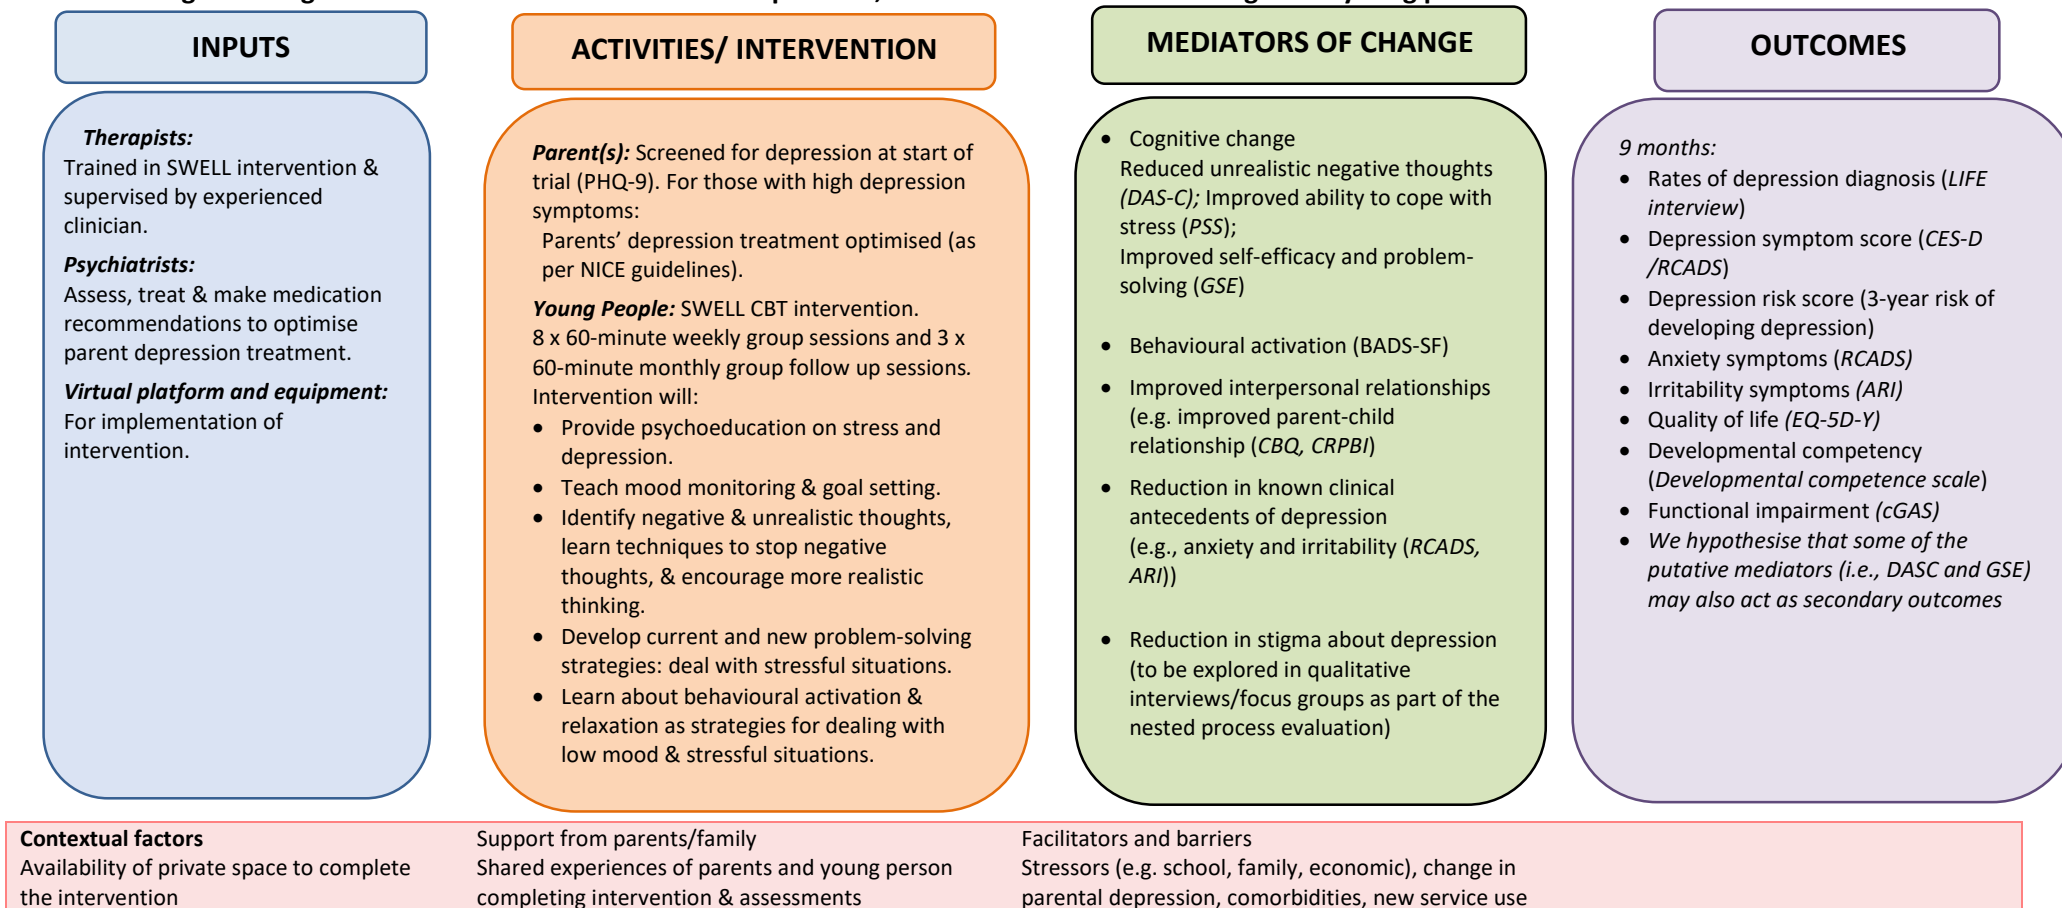 INPUTS
Therapists:
Trained in SWELL intervention &
supervised by experienced
clinician.
Psychiatrists:
Assess, treat & make medication
recommendations to optimise
parent depression treatment.
Virtual platform and equipment:
For implementation of
intervention.
ACTIVITIES/ INTERVENTION
Parent(s): Screened for depression at start of
trial (PHQ-9). For those with high depression
symptoms:
Parents’ depression treatment optimised (as
per NICE guidelines).
Young People: SWELL CBT intervention.
8 x 60-minute weekly group sessions and 3 x
60-minute monthly group follow up sessions.
Intervention will:
• Provide psychoeducation on stress and
depression.
• Teach mood monitoring & goal setting.
• Identify negative & unrealistic thoughts,
learn techniques to stop negative
thoughts, & encourage more realistic
thinking.
• Develop current and new problem-solving
strategies: deal with stressful situations.
• Learn about behavioural activation &
relaxation as strategies for dealing with
low mood & stressful situations.
MEDIATORS OF CHANGE
• Cognitive change
Reduced unrealistic negative thoughts
(DAS-C); Improved ability to cope with
stress (PSS);
Improved self-efficacy and problem-
solving (GSE)
• Behavioural activation (BADS-SF)
• Improved interpersonal relationships
(e.g. improved parent-child
relationship (CBQ, CRPBI)
• Reduction in known clinical
antecedents of depression
(e.g., anxiety and irritability (RCADS,
ARI))
• Reduction in stigma about depression
(to be explored in qualitative
interviews/focus groups as part of the
nested process evaluation)
OUTCOMES
9 months:
• Rates of depression diagnosis (LIFE
interview)
• Depression symptom score (CES-D
/RCADS)
• Depression risk score (3-year risk of
developing depression)
• Anxiety symptoms (RCADS)
• Irritability symptoms (ARI)
• Quality of life (EQ-5D-Y)
• Developmental competency
(Developmental competence scale)
• Functional impairment (cGAS)
• We hypothesise that some of the
putative mediators (i.e., DASC and GSE)
may also act as secondary outcomes
Contextual factors
Availability of private space to complete
the intervention
Support from parents/family
Shared experiences of parents and young person
completing intervention & assessments
Facilitators and barriers
Stressors (e.g. school, family, economic), change in
parental depression, comorbidities, new service use